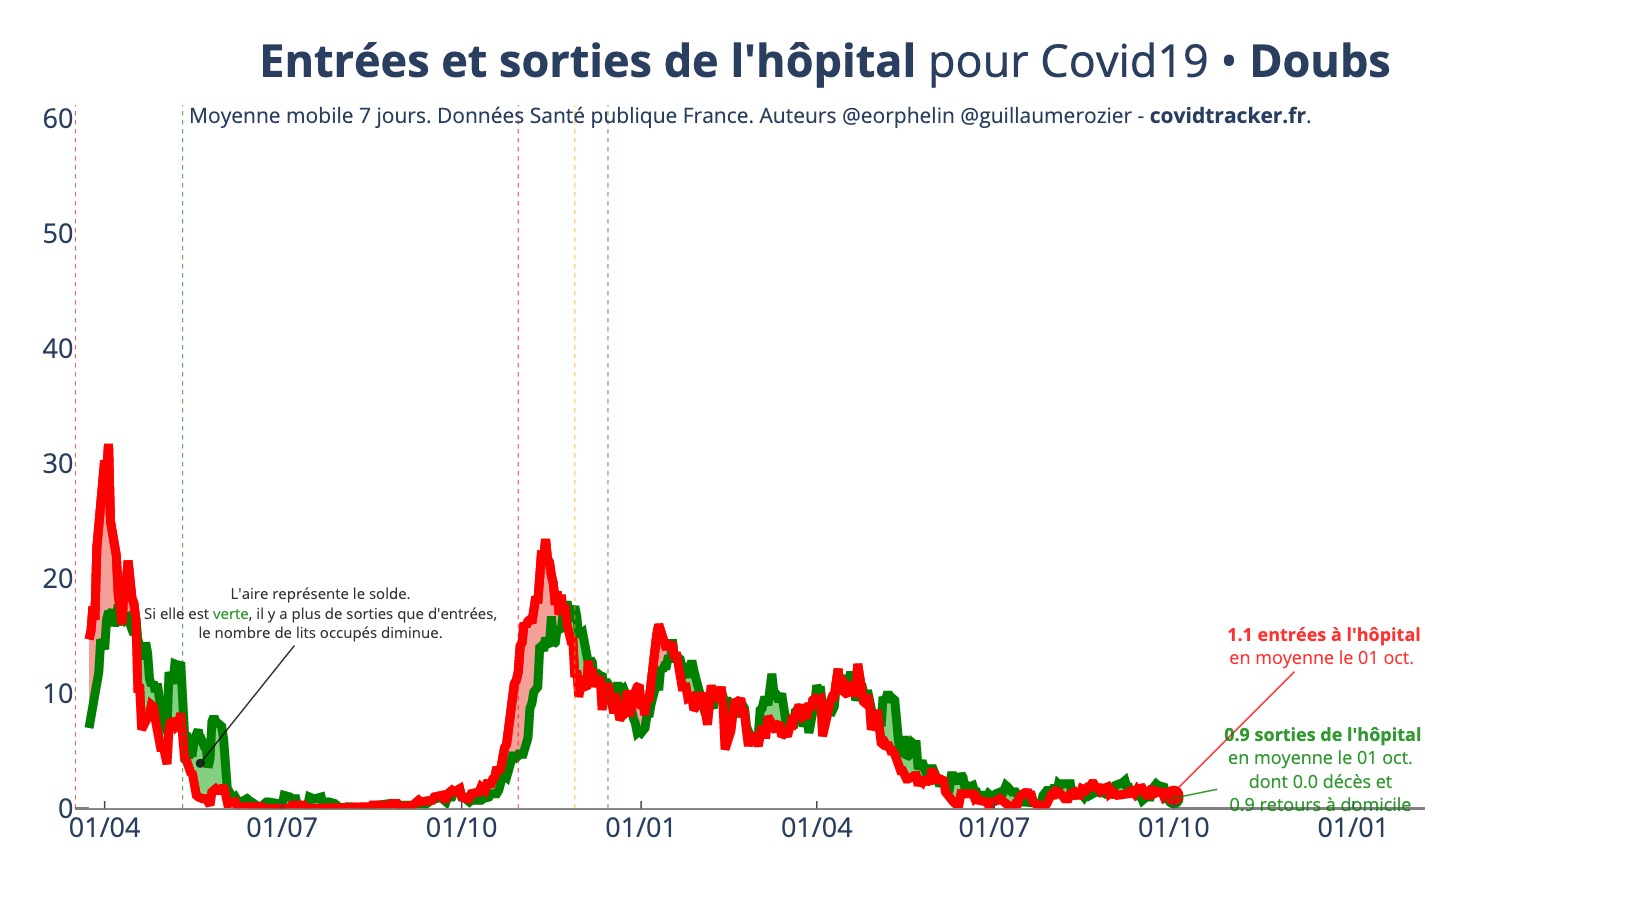 Entrées et sorties de l'hôpital pour Covid19 • Doubs
Moyenne mobile 7 jours. Données Santé publique France. Auteurs @eorphelin @guillaumerozier - covidtracker.fr.
60
50
40
30
20
10
0
L'aire représente le solde.
Si elle est verte, il y a plus de sorties que d'entrées,
le nombre de lits occupés diminue.
1.1 entrées à l'hôpital
en moyenne le 01 oct.
0.9 sorties de l'hôpital
en moyenne le 01 oct.
dont 0.0 décès et
0.9 retours à domicile
01/04
01/07
01/10
01/01
01/04
01/07
01/10
01/01